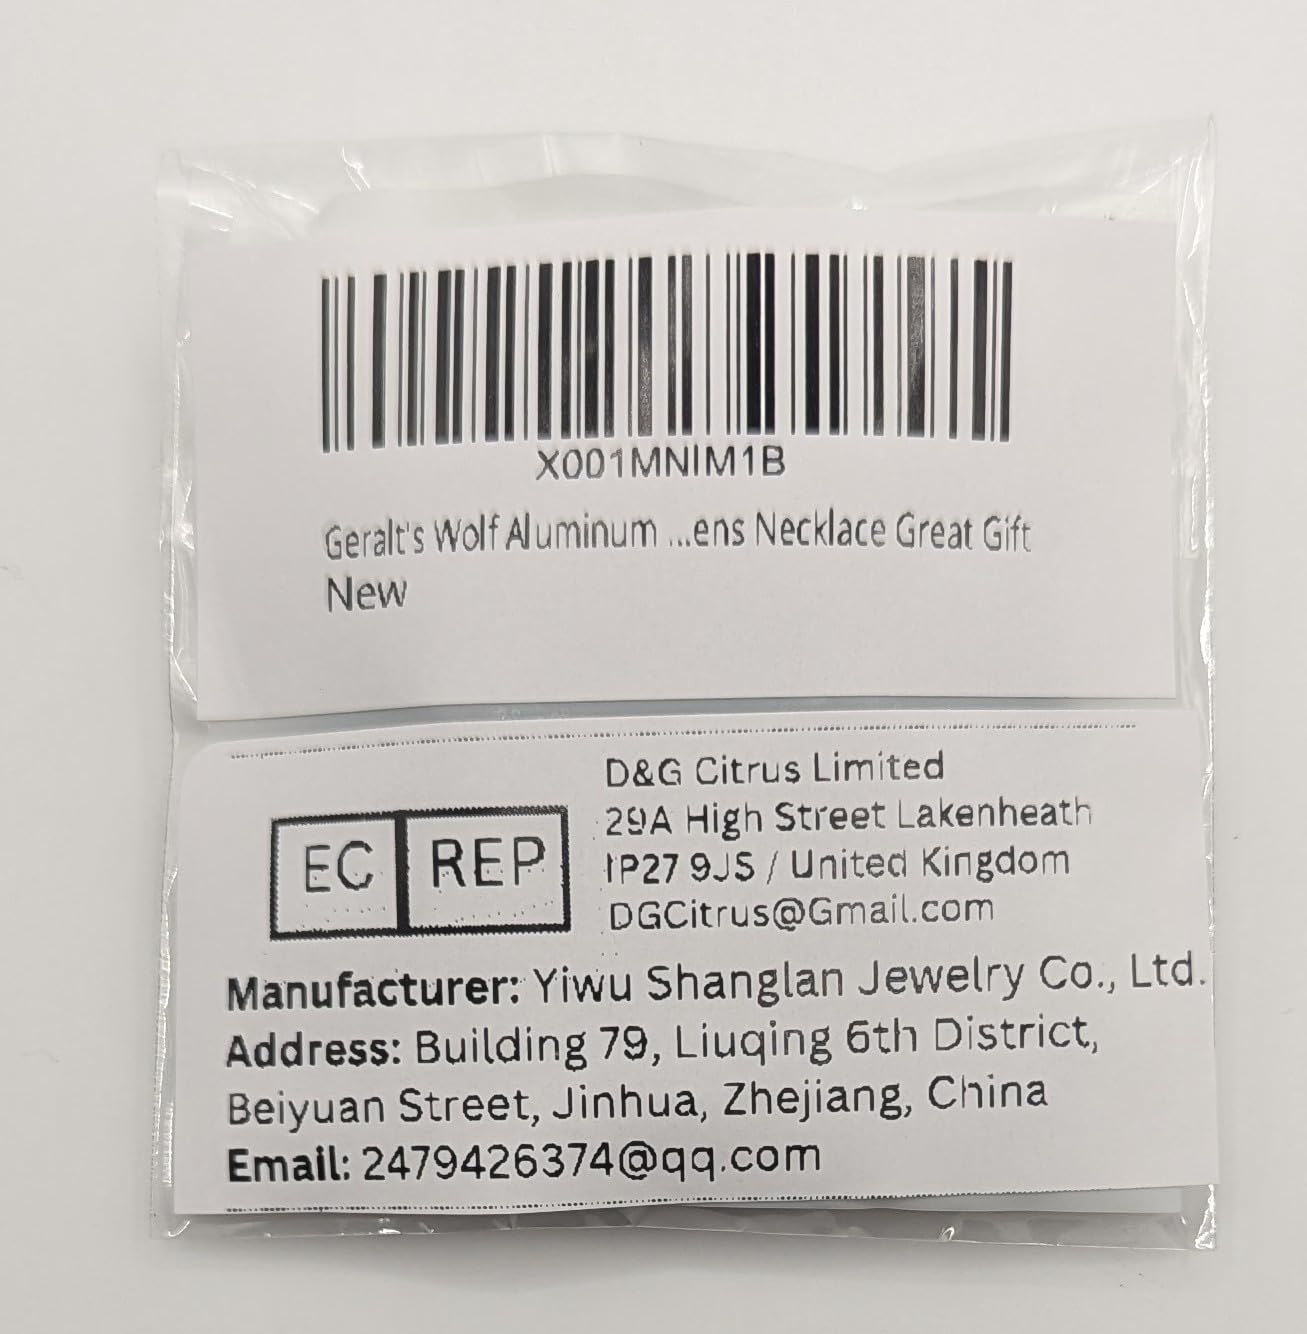 X001MNIM1B
Geralt's Wolf Aluminum ...ens Necklace Great Gift
New
EC REP
D&G Citrus Limited
29A High Street Lakenheath
IP27 9JS / United Kingdom
DGCitrus@Gmail.com
Manufacturer: Yiwu Shanglan Jewelry Co., Ltd.
Address: Building 79, Liuqing 6th District,
Beiyuan Street, Jinhua, Zhejiang, China
Email: 2479426374@qq.com